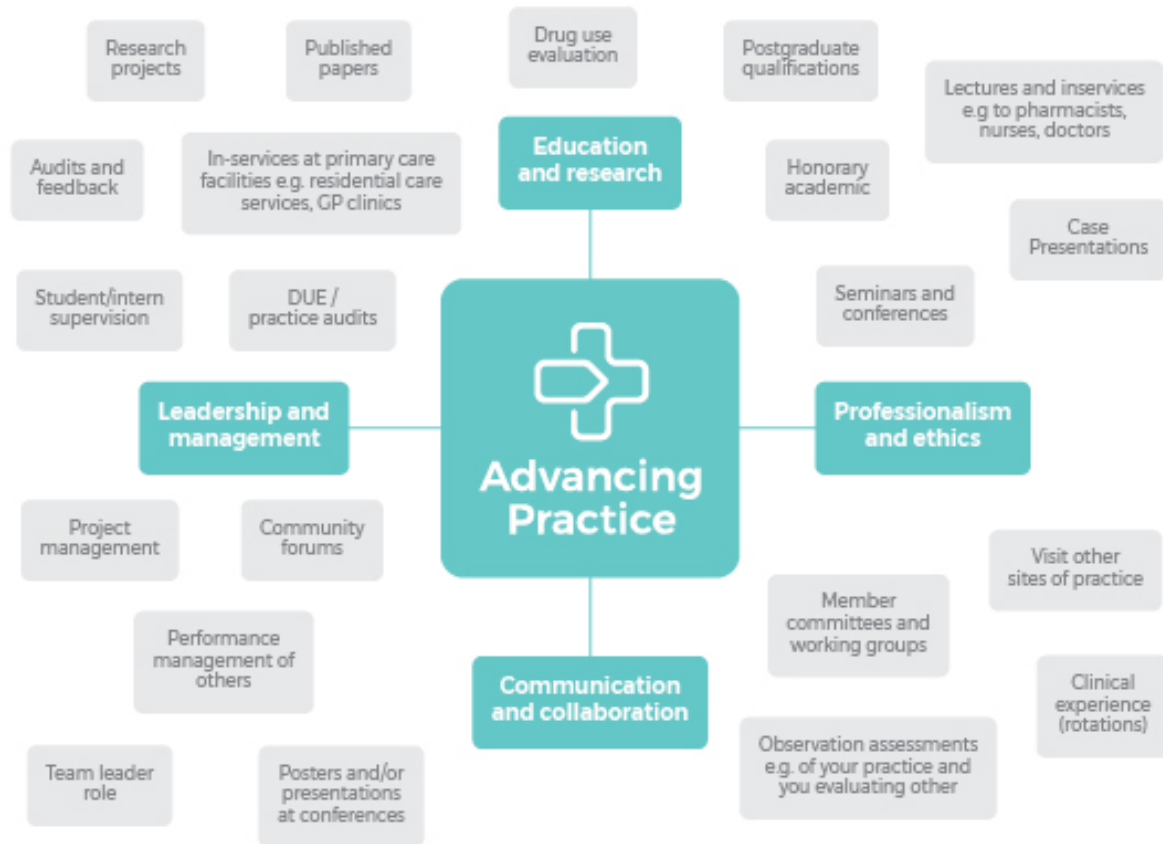 Research
projects
Published
papers
Drug use
evaluation
Postgraduate
qualifications
Lectures and inservices
e.g to pharmacists,
nurses, doctors
Audits and
feedback
In-services at primary care
facilities e.g. residential care
services, GP clinics
Education
and research
Honorary
academic
Case
Presentations
Student/intern
supervision
DUE /
practice audits
Seminars and
conferences
Leadership and
management
Advancing
Practice
Professionalism
and ethics
Project
management
Community
forums
Visit other
sites of practice
Member
committees and
working groups
Performance
management of
others
Communication
and collaboration
Clinical
experience
(rotations)
Team leader
role
Posters and/or
presentations
at conferences
Observation assessments
e.g. of your practice and
you evaluating other